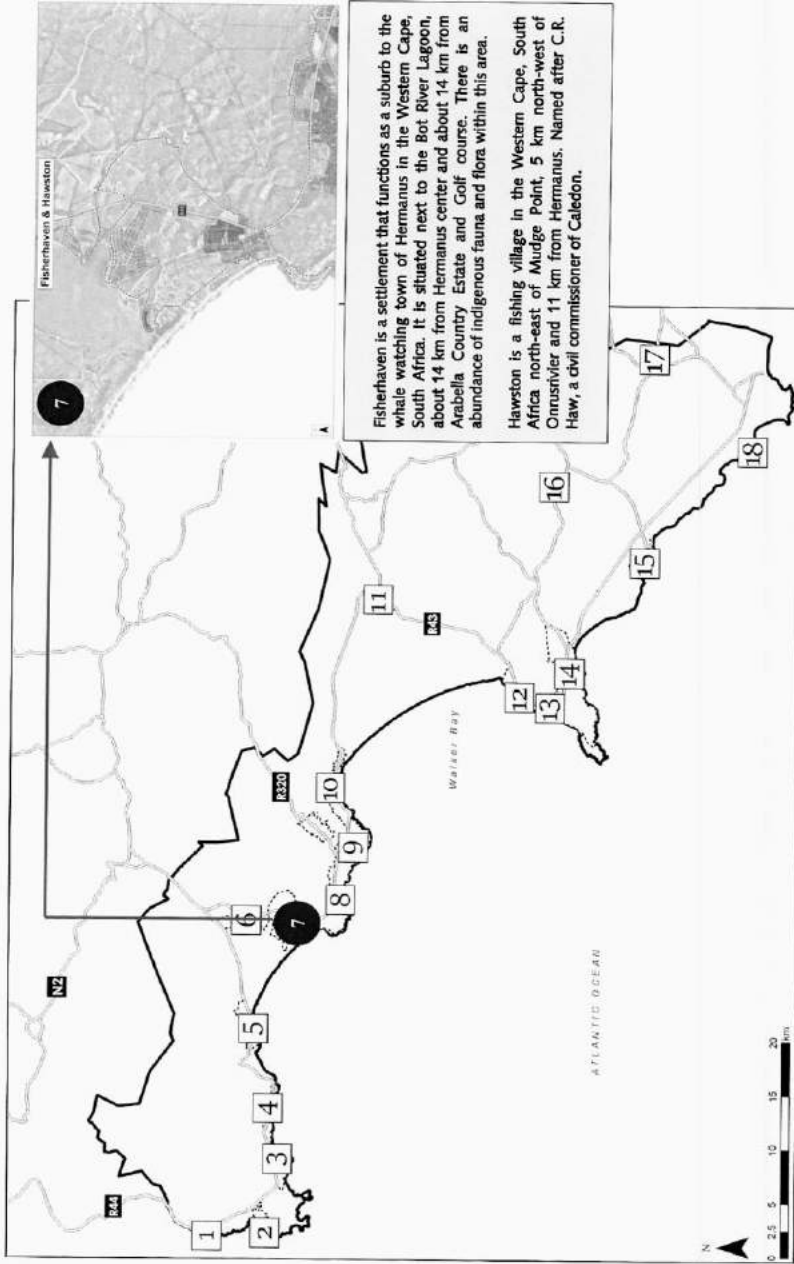 Fisherhaven & Hawston
7
Fisherhaven is a settlement that functions as a suburb to the
whale watching town of Hermanus in the Western Cape,
South Africa. It is situated next to the Bot River Lagoon,
about 14 km from Hermanus center and about 14 km from
Arabella Country Estate and Golf course. There is an
abundance of indigenous fauna and flora within this area.
Hawston is a fishing village in the Western Cape, South
Africa north-east of Mudge Point, 5 km north-west of
Onrusrivier and 11 km from Hermanus. Named after C.R.
Haw, a civil commissioner of Caledon.
N2
R44
R320
R43
1
2
3
4
5
6
7
8
9
10
11
12
13
14
15
16
17
18
Walker Bay
ATLANTIC OCEAN
N
0 2.5 5 10 15 20
km